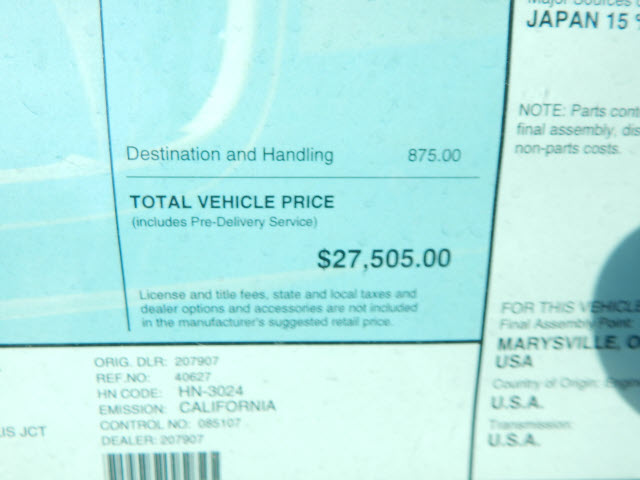 Destination and Handling 875.00
TOTAL VEHICLE PRICE
(includes Pre-Delivery Service)
$27,505.00
License and title fees, state and local taxes and
dealer options and accessories are not included
in the manufacturer's suggested retail price.
ORIG. DLR: 207907
REF.NO: 40627
HN CODE: HN-3024
EMISSION: CALIFORNIA
CONTROL NO: 085107
DEALER: 207907
JCT
Major Sources
JAPAN 15 %
NOTE: Parts
final assembly,
non-parts costs.
FOR THIS VEHICLE
Final Assembly Point:
MARYSVILLE,
USA
Country of Origin:
U.S.A.
Transmission:
U.S.A.